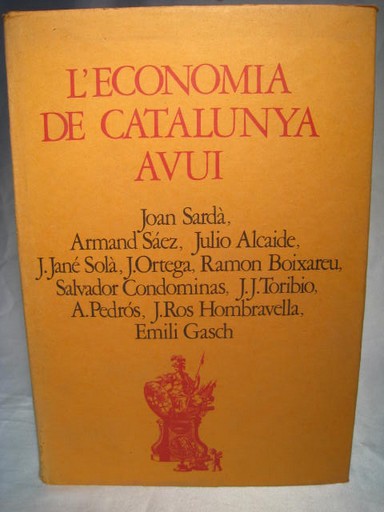 L'ECONOMIA
DE CATALUNYA
AVUI
Joan Sardà,
Armand Sáez, Julio Alcaide,
J. Jané Solà, J. Ortega, Ramon Boixareu,
Salvador Condominas, J. J. Toribio,
A. Pedrós, J. Ros Hombravella,
Emili Gasch